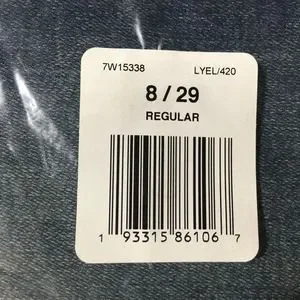 7W15338 LYEL/420
8 / 29
REGULAR
1 93315 86106 7